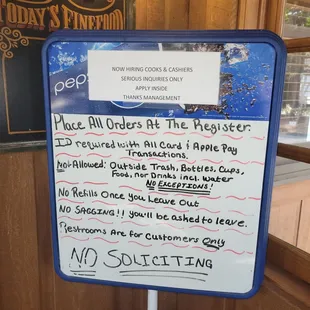 TODAY'S FINE FOOD
NOW HIRING COOKS & CASHIERS
SERIOUS INQUIRIES ONLY
APPLY INSIDE
THANKS MANAGEMENT
pepsi
Place All Orders At The Register.
ID required with All Card & Apple Pay
Transactions.
Not Allowed: Outside Trash, Bottles, Cups,
Food, nor Drinks incl. water
NO EXCEPTIONS!
No Refills Once You Leave Out
No SAGGING!! you'll be asked to leave.
Restrooms Are for Customers Only
NO SOLICITING